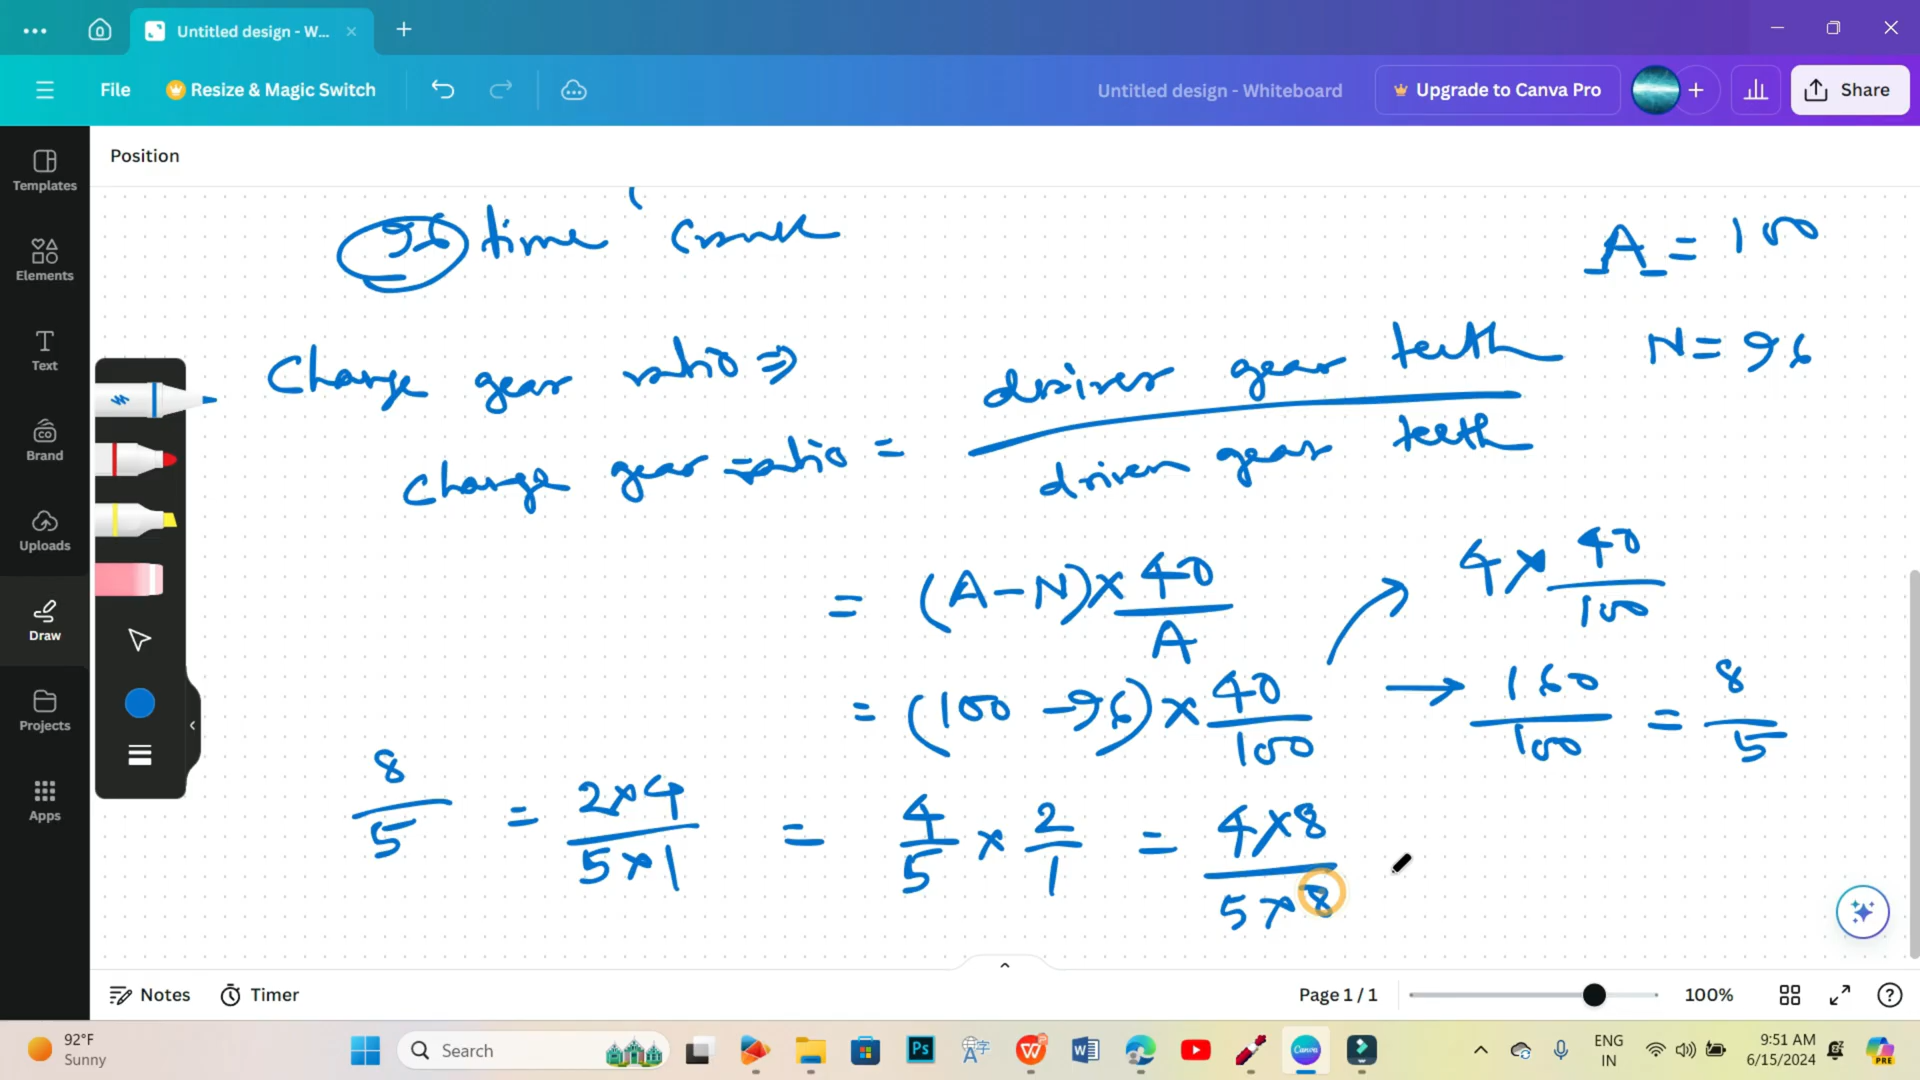 Untitled design - W...
File
Resize & Magic Switch
Untitled design - Whiteboard
Upgrade to Canva Pro
Share
Position
Templates
Elements
Text
Brand
Uploads
Draw
Projects
Apps
96 time
A = 100
N = 96
Change gear ratio ⇒
Change gear ratio = driver gear teeth / driven gear teeth
= (A-N) × 40/A
4 × 40/100
= (100 - 96) × 40/100
→ 160/100 = 8/5
8/5 = 2×4/5×1 = 4/5 × 2/1 = 4×8/5×8
Notes
Timer
Page 1 / 1
100%
92°F
Sunny
Search
Ps
Canva
ENG
IN
9:51 AM
6/15/2024
PRE